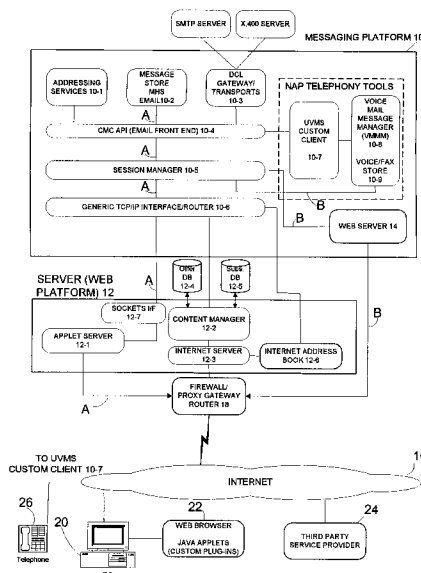 SMTP SERVER
X.400 SERVER
MESSAGING PLATFORM 10
ADDRESSING
SERVICES 10-1
MESSAGE
STORE
MHS
EMAIL 10-2
DCL
GATEWAY/
TRANSPORTS
10-3
NAP TELEPHONY TOOLS
UVMS
CUSTOM
CLIENT
10-7
VOICE
MAIL
MESSAGE
MANAGER
(VMMM)
10-8
VOICE/FAX
STORE
10-9
A
CMC API (EMAIL FRONT END) 10-4
A
SESSION MANAGER 10-5
A
B
GENERIC TCP/IP INTERFACE/ROUTER 10-6
B
WEB SERVER 14
A
DB
12-4
DB
12-5
SERVER (WEB
PLATFORM) 12
SOCKETS I/F
12-7
APPLET SERVER
12-1
CONTENT MANAGER
12-2
INTERNET SERVER
12-3
INTERNET ADDRESS
BOOK 12-6
B
A
FIREWALL/
PROXY GATEWAY
ROUTER 18
TO UVMS
CUSTOM CLIENT 10-7
INTERNET
26
Telephone
20
22
WEB BROWSER
JAVA APPLETS
(CUSTOM PLUG-INS)
24
THIRD PARTY
SERVICE PROVIDER